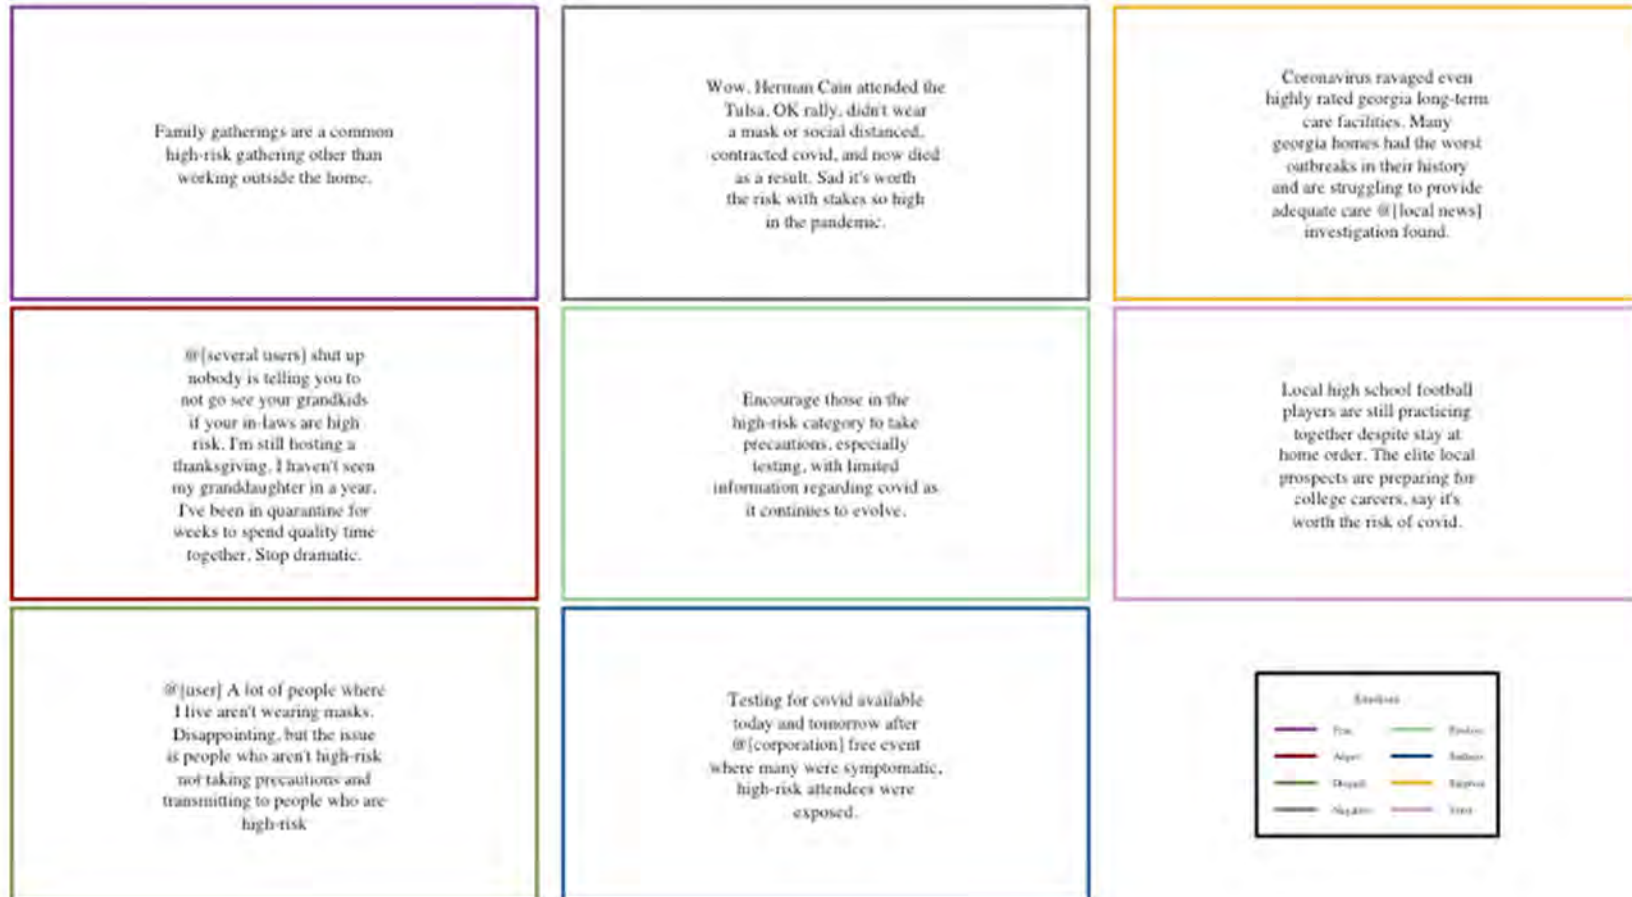 Family gatherings are a common
high-risk gathering other than
working outside the home.
Wow, Herman Cain attended the
Tulsa, OK rally, didn't wear
a mask or social distanced,
contracted covid, and now died
as a result. Sad it's worth
the risk with stakes so high
in the pandemic.
Coronavirus ravaged even
highly rated georgia long-term
care facilities. Many
georgia homes had the worst
outbreaks in their history
and are struggling to provide
adequate care @[local news]
investigation found.
@[several users] shut up
nobody is telling you to
not go see your grandkids
if your in-laws are high
risk. I'm still hosting a
thanksgiving. I haven't seen
my granddaughter in a year.
I've been in quarantine for
weeks to spend quality time
together. Stop dramatic.
Encourage those in the
high-risk category to take
precautions, especially
testing, with limited
information regarding covid as
it continues to evolve.
Local high school football
players are still practicing
together despite stay at
home order. The elite local
prospects are preparing for
college careers, say it's
worth the risk of covid.
@[user] A lot of people where
I live aren't wearing masks.
Disappointing, but the issue
is people who aren't high-risk
not taking precautions and
transmitting to people who are
high-risk
Testing for covid available
today and tomorrow after
@[corporation] free event
where many were symptomatic,
high-risk attendees were
exposed.
Anger
Disgust
Negative
Sadness
Surprise